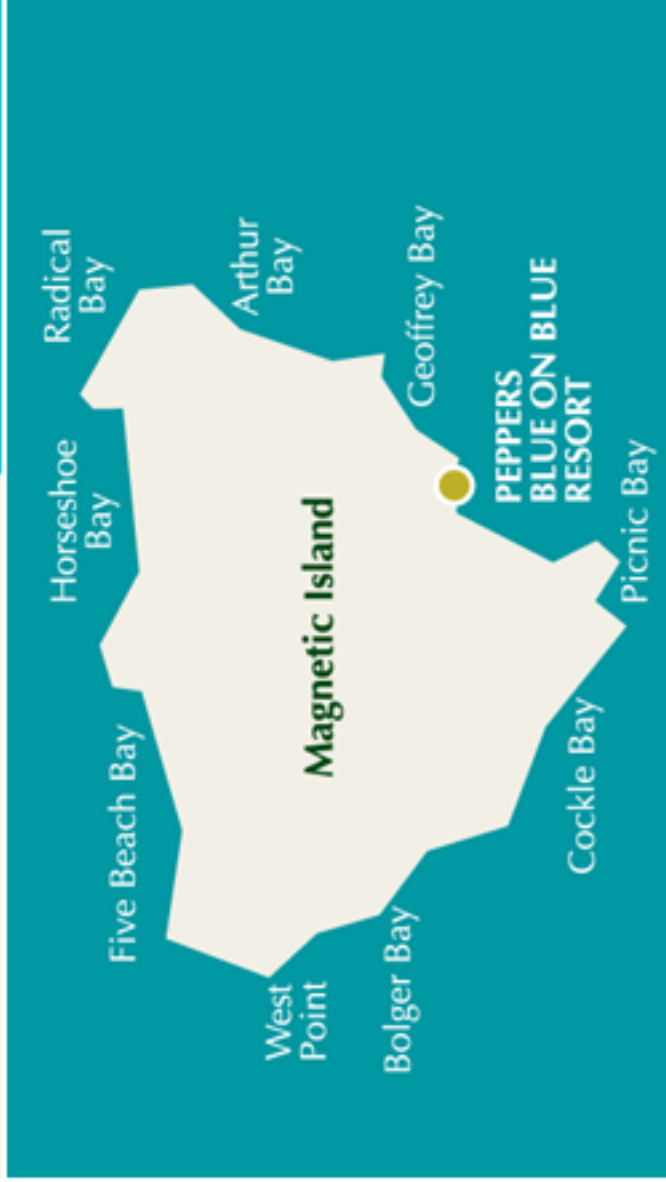 Horseshoe
Bay
Radical
Bay
Five Beach Bay
Arthur
Bay
West
Point
Magnetic Island
Geoffrey Bay
Bolger Bay
PEPPERS
BLUE ON BLUE
RESORT
Cockle Bay
Picnic Bay